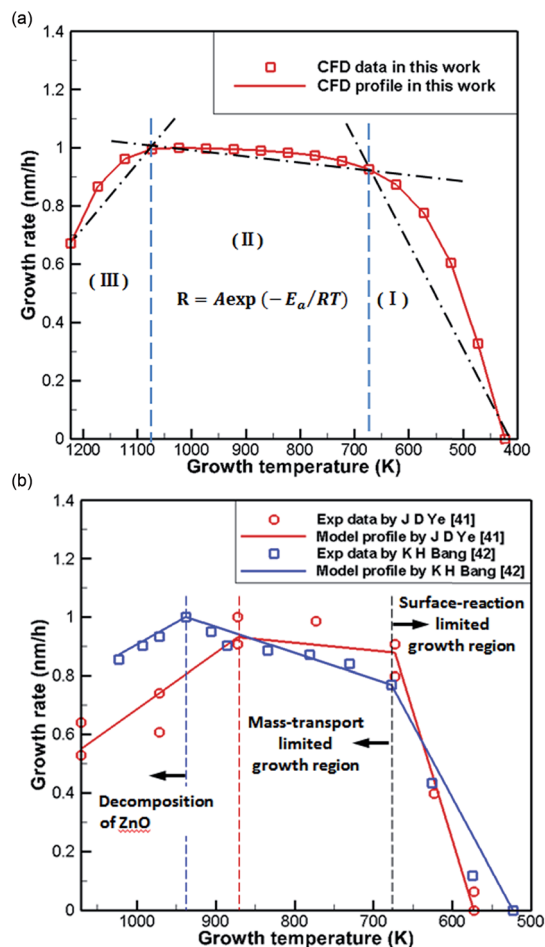 (a)
1.4
1.2
1
0.8
0.6
0.4
0.2
0
Growth rate (nm/h)
CFD data in this work
CFD profile in this work
(III)
(II)
(I)
R = Aexp (−Eₐ/RT)
1200 1100 1000 900 800 700 600 500 400
Growth temperature (K)
(b)
1.4
1.2
1
0.8
0.6
0.4
0.2
0
Growth rate (nm/h)
Exp data by J D Ye [41]
Model profile by J D Ye [41]
Exp data by K H Bang [42]
Model profile by K H Bang [42]
Surface-reaction
limited
growth region
Mass-transport
limited
growth region
Decomposition
of ZnO
1000 900 800 700 600 500
Growth temperature (K)